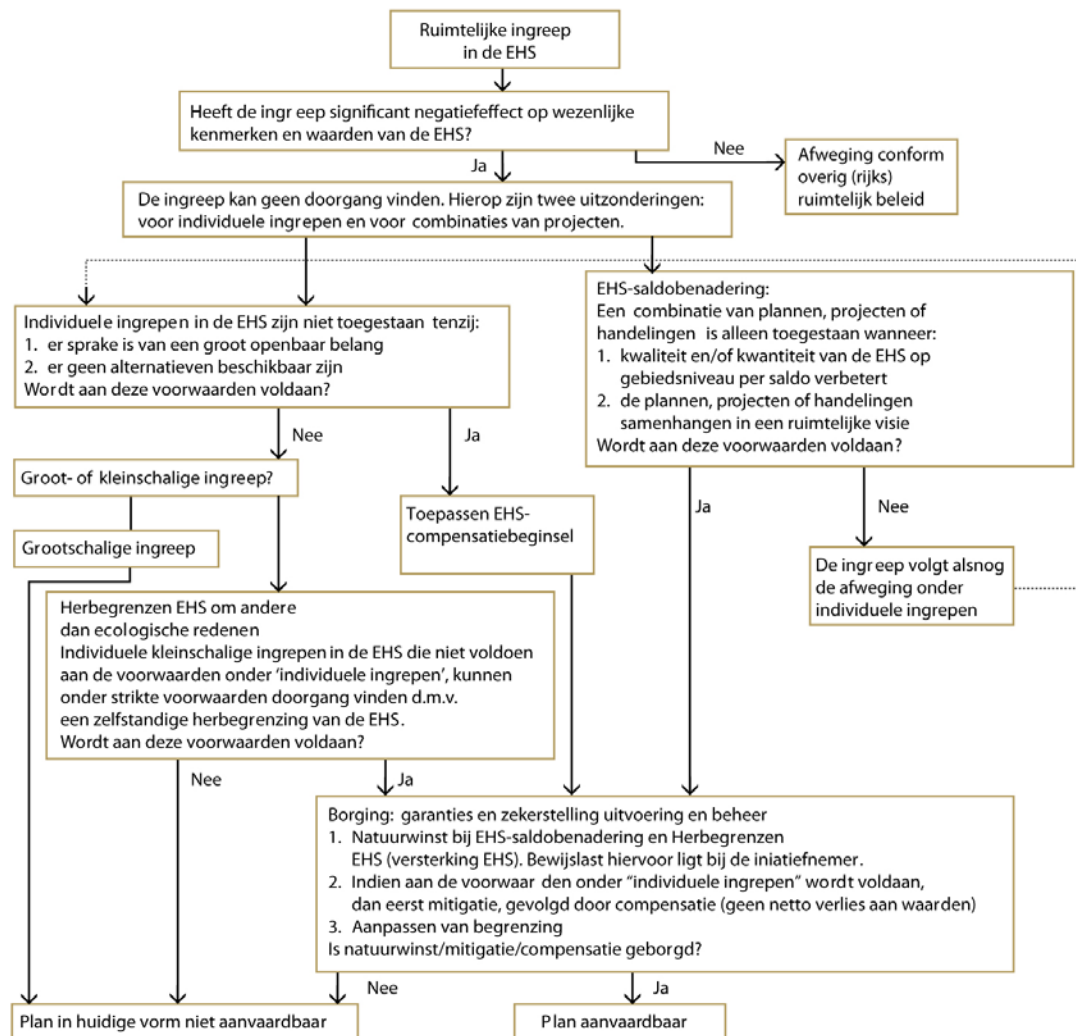 Ruimtelijke ingreep
in de EHS
Heeft de ingr eep significant negatiefeffect op wezenlijke
kenmerken en waarden van de EHS?
Nee
Ja
Afweging conform
overig (rijks)
ruimtelijk beleid
De ingreep kan geen doorgang vinden. Hierop zijn twee uitzonderingen:
voor individuele ingrepen en voor combinaties van projecten.
Individuele ingrepen in de EHS zijn niet toegestaan tenzij:
1. er sprake is van een groot openbaar belang
2. er geen alternatieven beschikbaar zijn
Wordt aan deze voorwaarden voldaan?
EHS-saldobenadering:
Een combinatie van plannen, projecten of
handelingen is alleen toegestaan wanneer:
1. kwaliteit en/of kwantiteit van de EHS op
gebiedsniveau per saldo verbetert
2. de plannen, projecten of handelingen
samenhangen in een ruimtelijke visie
Wordt aan deze voorwaarden voldaan?
Nee
Ja
Groot- of kleinschalige ingreep?
Grootschalige ingreep
Toepassen EHS-
compensatiebeginsel
Ja
Nee
De ingreep volgt alsnog
de afweging onder
individuele ingrepen
Herbegrenzen EHS om andere
dan ecologische redenen
Individuele kleinschalige ingrepen in de EHS die niet voldoen
aan de voorwaarden onder ‘individuele ingrepen’, kunnen
onder strikte voorwaarden doorgang vinden d.m.v.
een zelfstandige herbegrenzing van de EHS.
Wordt aan deze voorwaarden voldaan?
Nee
Ja
Borging: garanties en zekerstelling uitvoering en beheer
1. Natuurwinst bij EHS-saldobenadering en Herbegrenzen
EHS (versterking EHS). Bewijslast hiervoor ligt bij de iniatiefnemer.
2. Indien aan de voorwaar den onder “individuele ingrepen” wordt voldaan,
dan eerst mitigatie, gevolgd door compensatie (geen netto verlies aan waarden)
3. Aanpassen van begrenzing
Is natuurwinst/mitigatie/compensatie geborgd?
Nee
Ja
Plan in huidige vorm niet aanvaardbaar
Plan aanvaardbaar